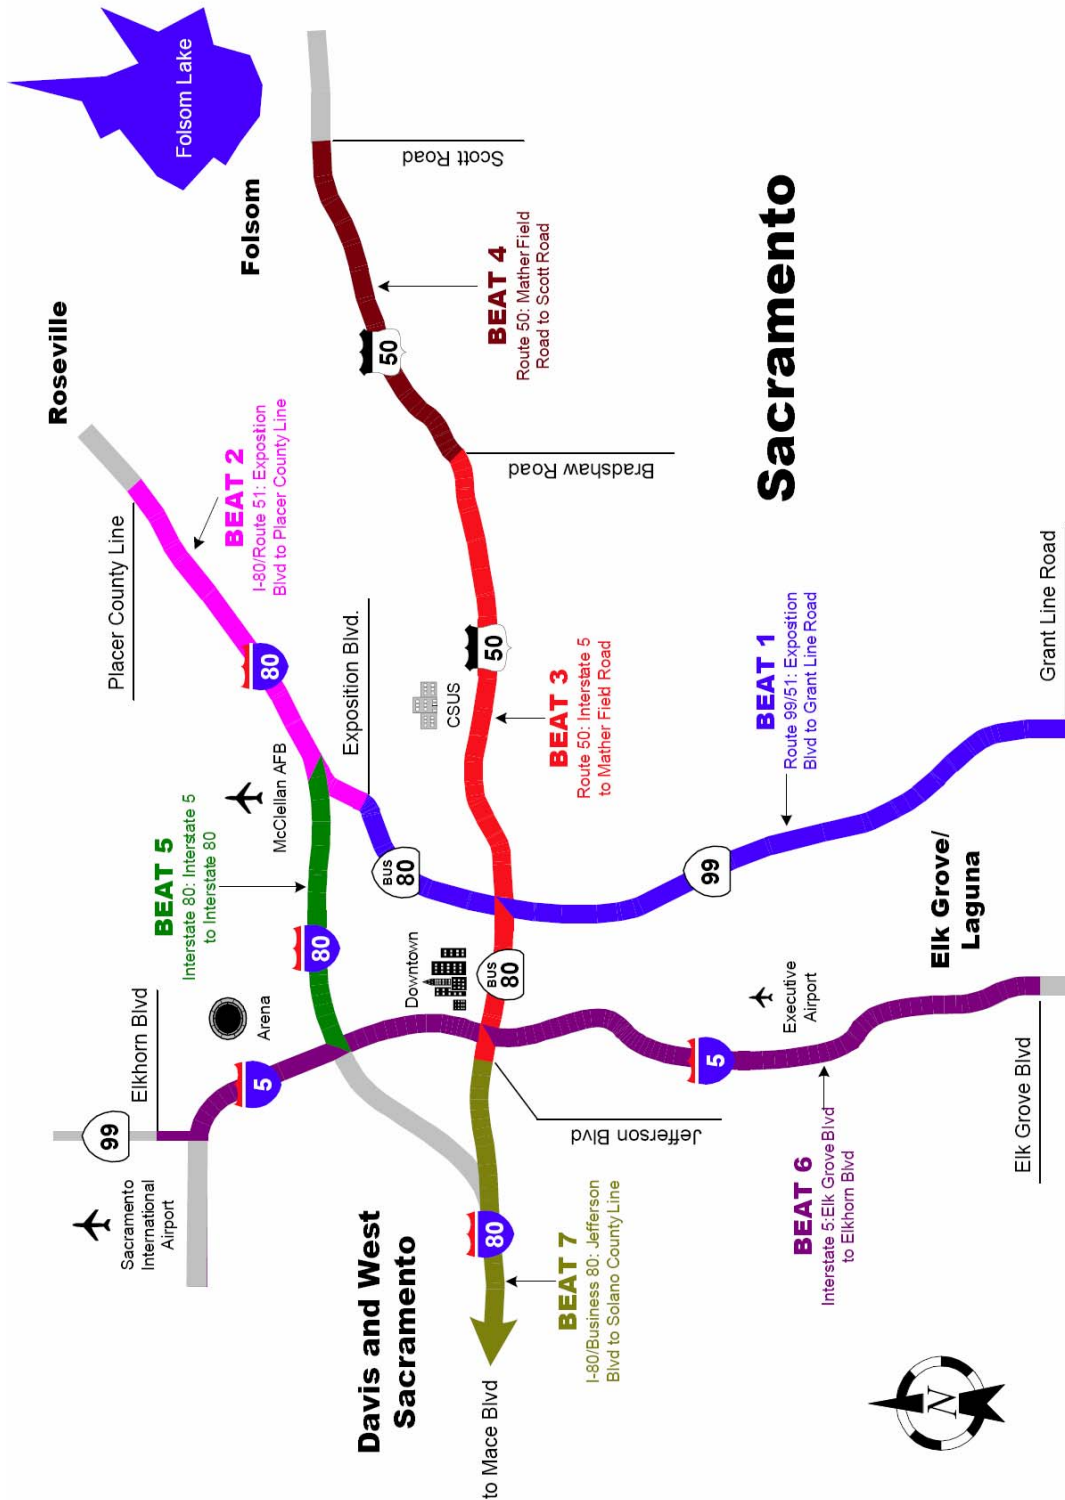 Folsom Lake
Folsom
Roseville
Scott Road
BEAT 4
Route 50: Mather Field
Road to Scott Road
50
Placer County Line
BEAT 2
I-80/Route 51: Expostion
Blvd to Placer County Line
80
Bradshaw Road
Sacramento
Exposition Blvd.
McClellan AFB
CSUS
50
BEAT 3
Route 50: Interstate 5
to Mather Field Road
BEAT 1
Route 99/51: Expostion
Blvd to Grant Line Road
Grant Line Road
BEAT 5
Interstate 80: Interstate 5
to Interstate 80
80
BUS
80
99
Elk Grove/
Laguna
Elkhorn Blvd
Arena
Downtown
BUS
80
Executive
Airport
5
5
99
Sacramento
International
Airport
Jefferson Blvd
Elk Grove Blvd
BEAT 6
Interstate 5:Elk Grove Blvd
to Elkhorn Blvd
Davis and West
Sacramento
80
BEAT 7
I-80/Business 80: Jefferson
Blvd to Solano County Line
to Mace Blvd
N